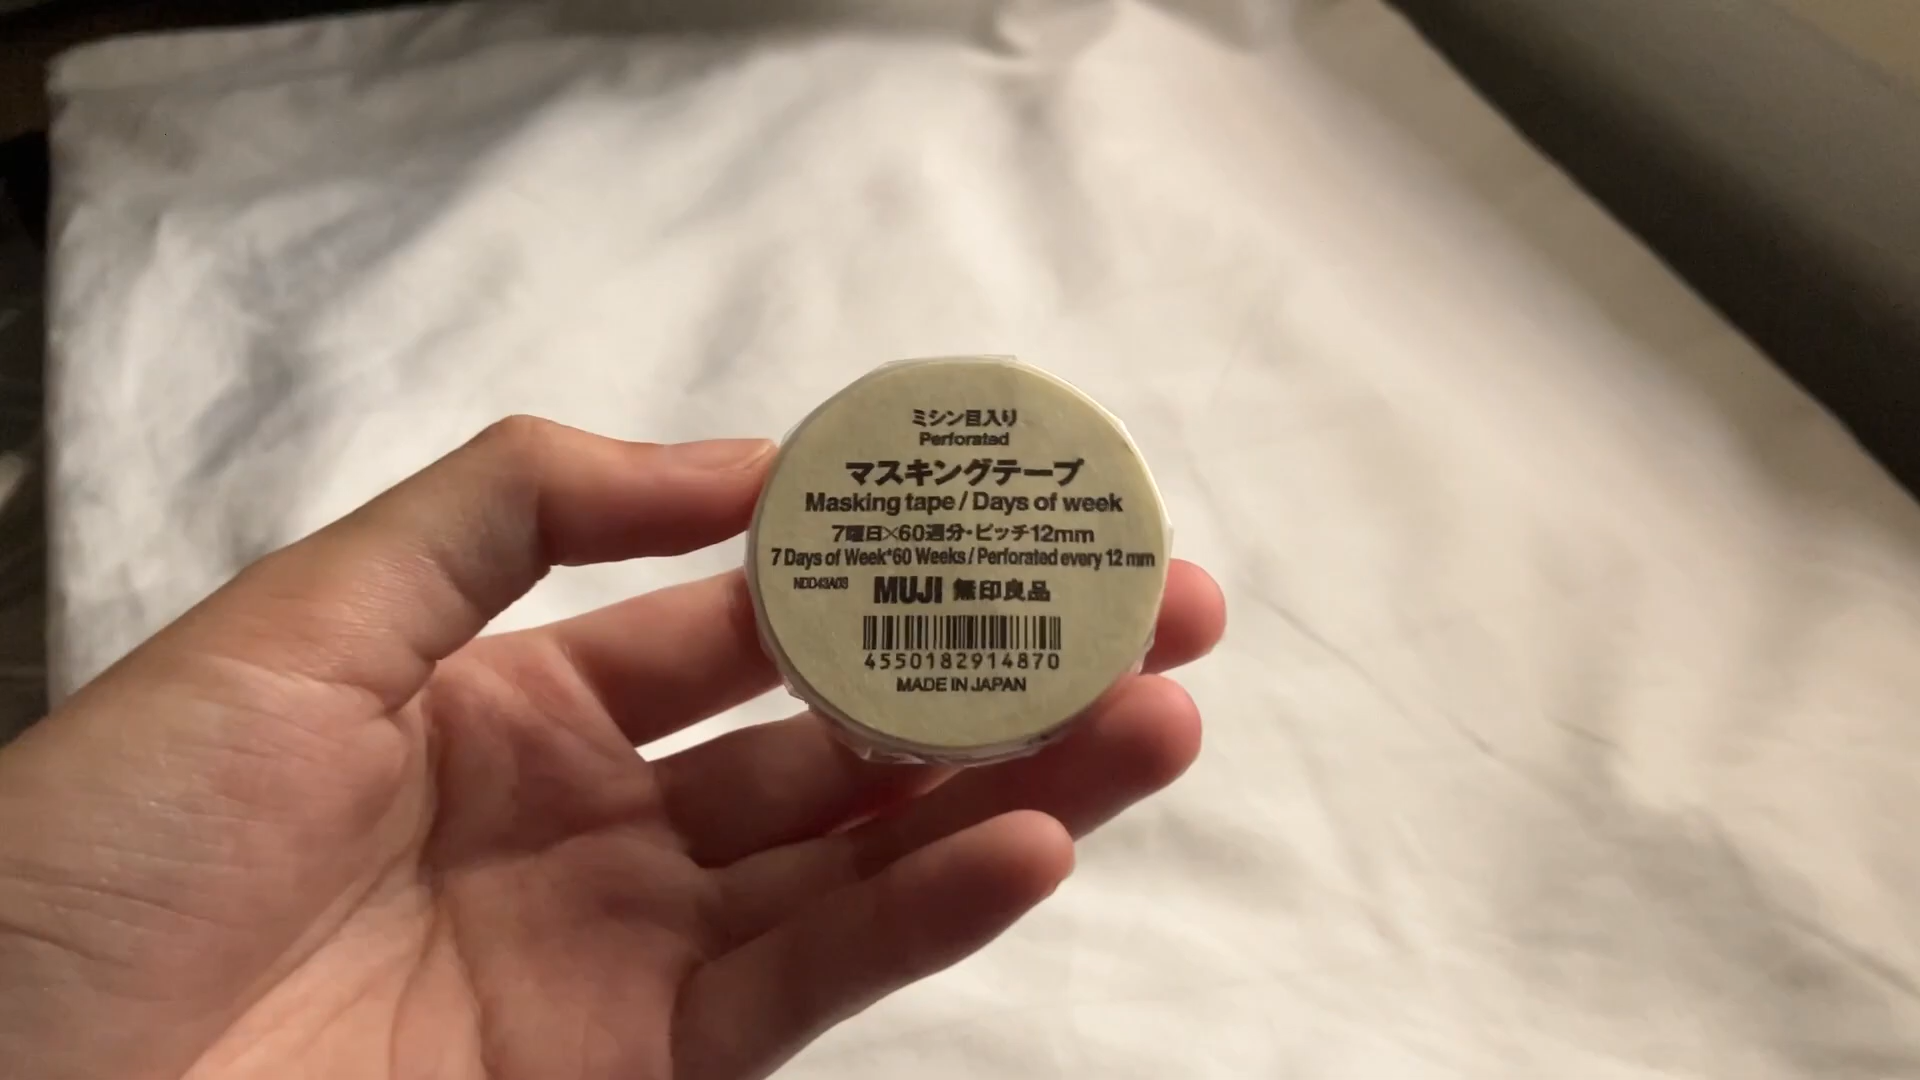 ミシン目入り
Perforated
マスキングテープ
Masking tape / Days of week
7曜日×60週分・ピッチ12mm
7 Days of Week*60 Weeks / Perforated every 12 mm
NDD43A03 MUJI 無印良品
4550182914870
MADE IN JAPAN